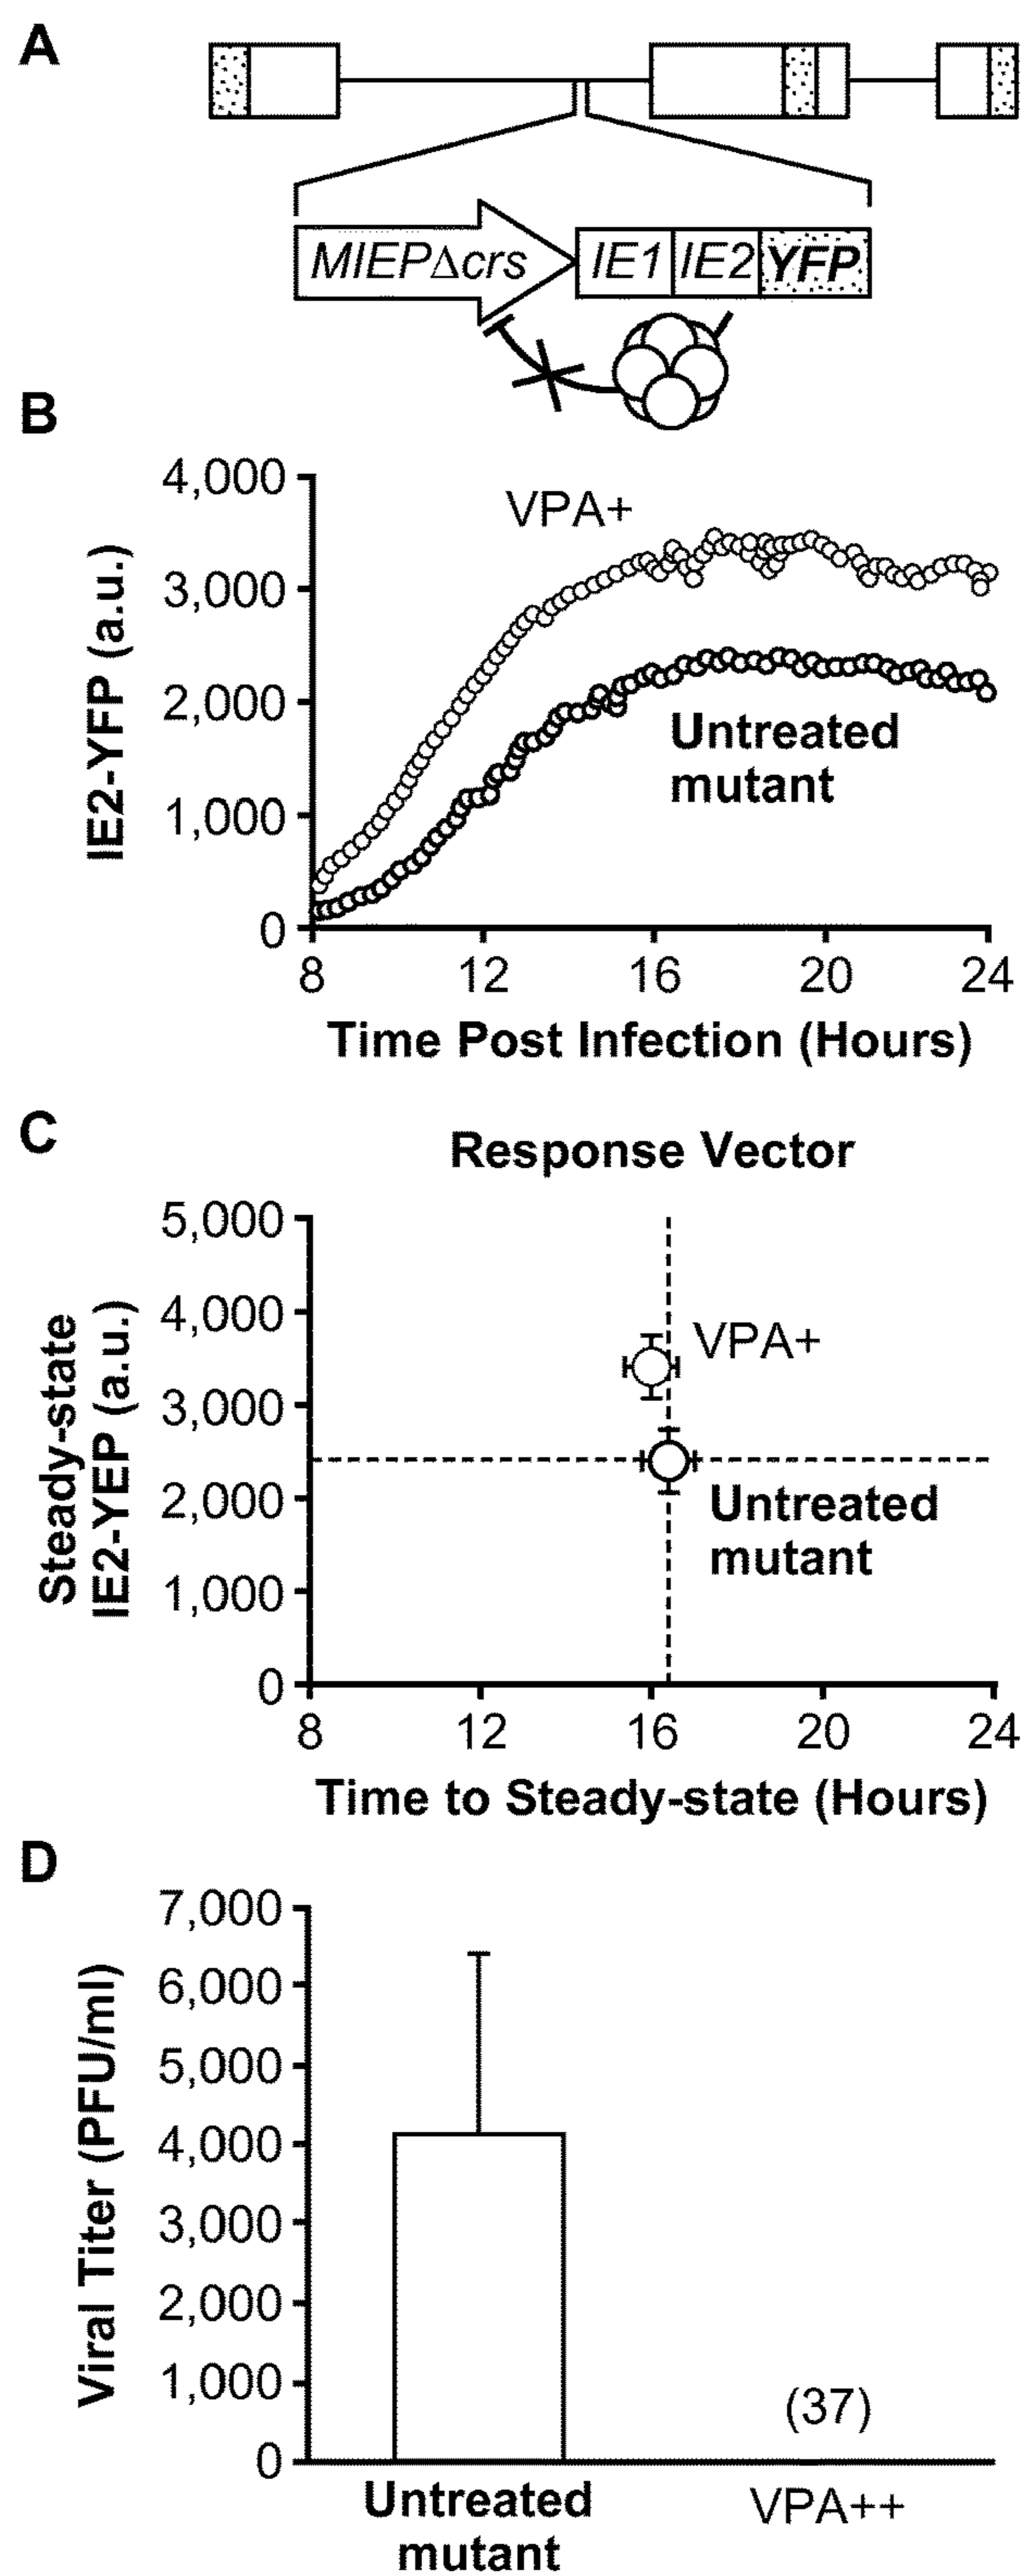 A
MIEPΔcrs IE1 IE2 YFP
B
4,000
3,000
2,000
1,000
0
IE2-YFP (a.u.)
VPA+
Untreated
mutant
8 12 16 20 24
Time Post Infection (Hours)
C
Response Vector
5,000
4,000
3,000
2,000
1,000
0
Steady-state
IE2-YEP (a.u.)
VPA+
Untreated
mutant
8 12 16 20 24
Time to Steady-state (Hours)
D
7,000
6,000
5,000
4,000
3,000
2,000
1,000
0
Viral Titer (PFU/ml)
(37)
Untreated
mutant
VPA++